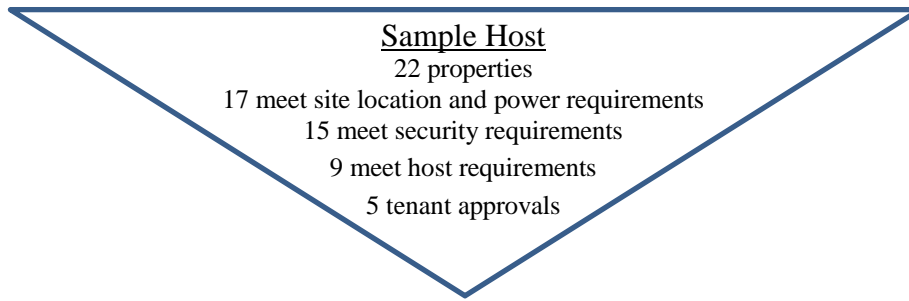 Sample Host
22 properties
17 meet site location and power requirements
15 meet security requirements
9 meet host requirements
5 tenant approvals